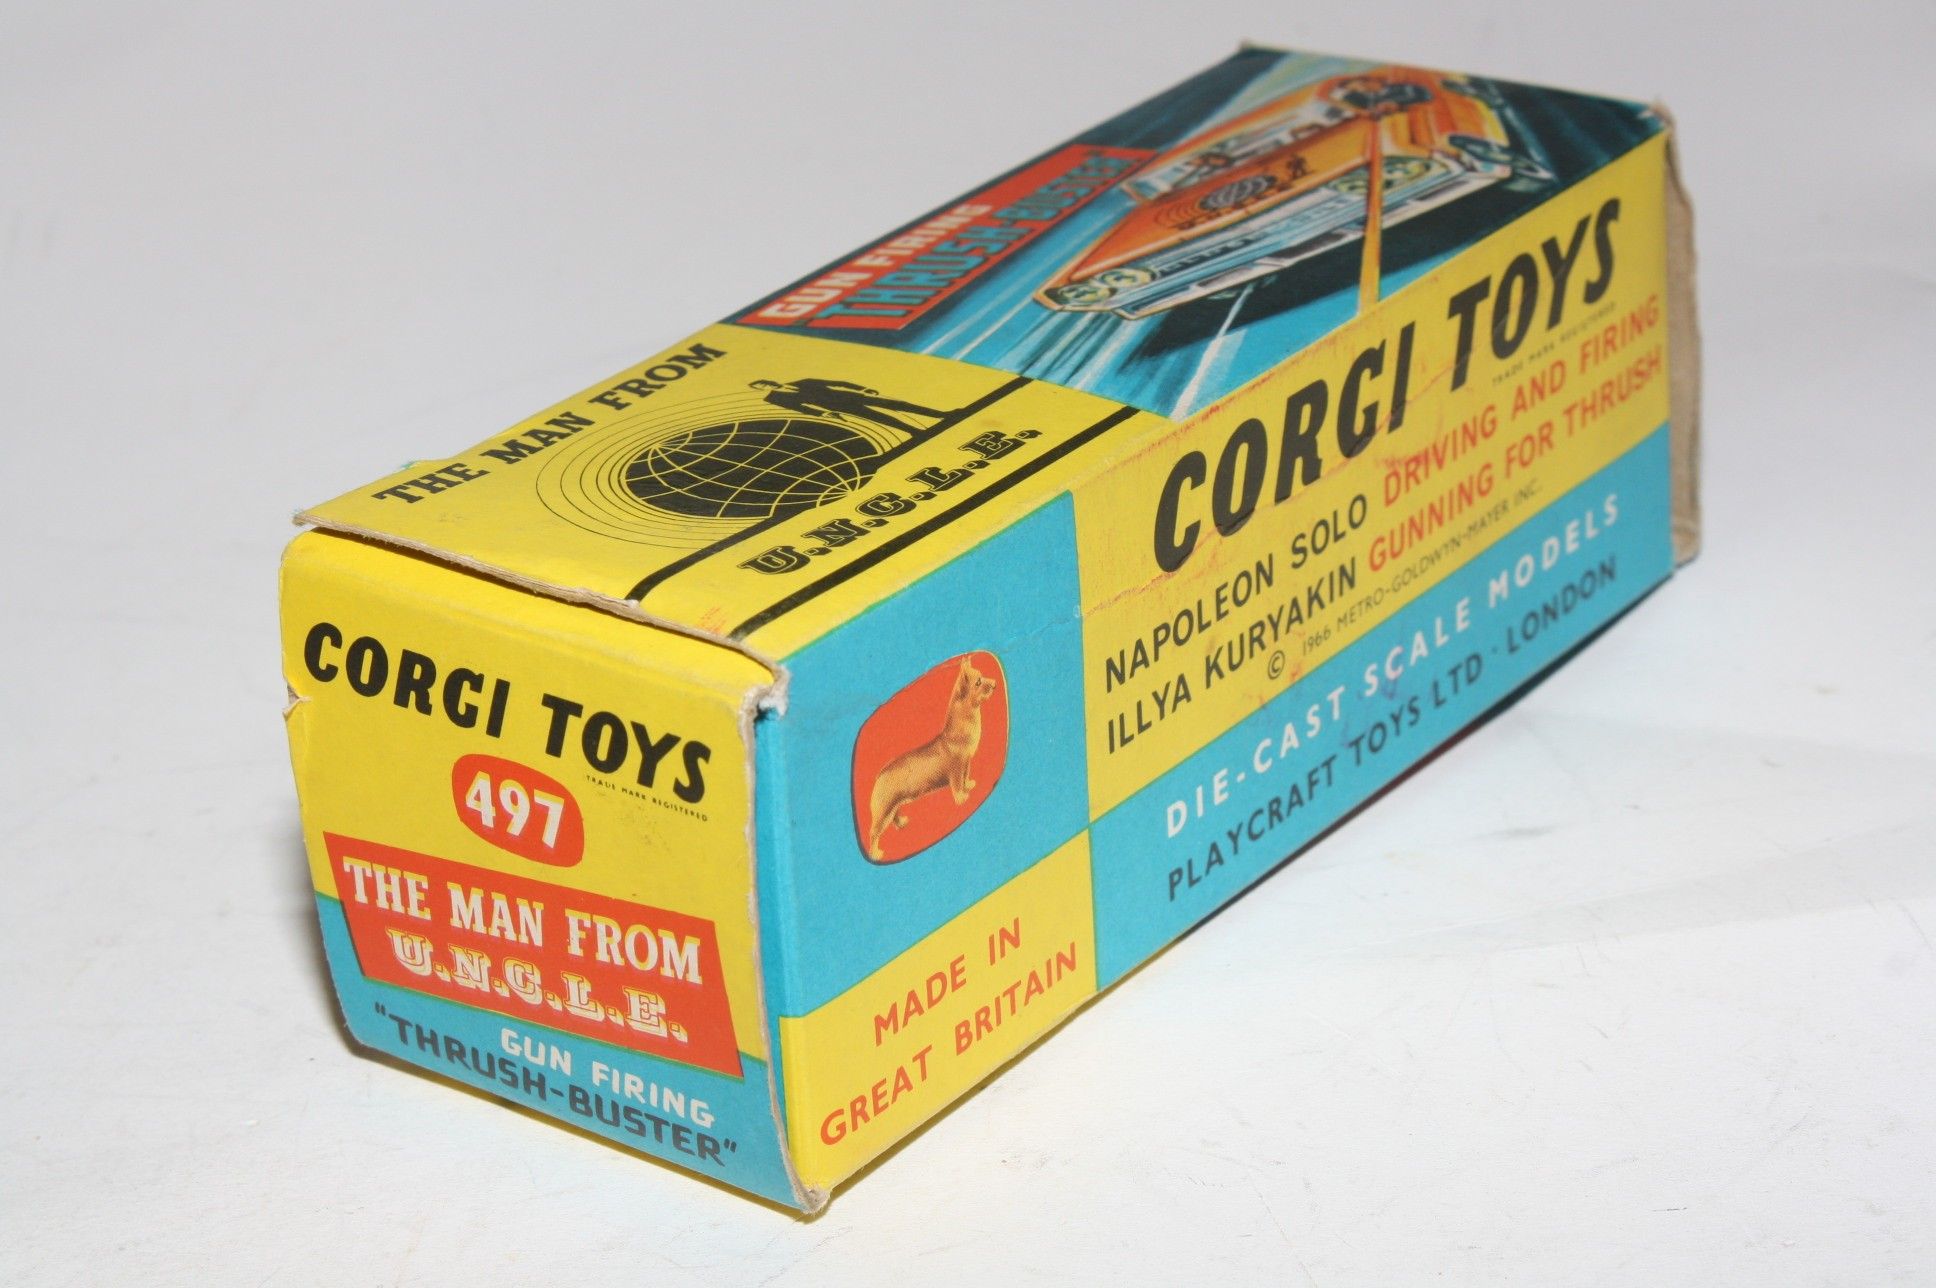 GUN FIRING
"THRUSH-BUSTER"
THE MAN FROM
U.N.C.L.E.
CORGI TOYS
TRADE MARK REGISTERED
NAPOLEON SOLO DRIVING AND FIRING
ILLYA KURYAKIN GUNNING FOR THRUSH
© 1966 METRO-GOLDWYN-MAYER INC.
DIE-CAST SCALE MODELS
PLAYCRAFT TOYS LTD · LONDON
MADE IN
GREAT BRITAIN
CORGI TOYS
TRADE MARK REGISTERED
497
THE MAN FROM
U.N.C.L.E.
GUN FIRING
"THRUSH-BUSTER"